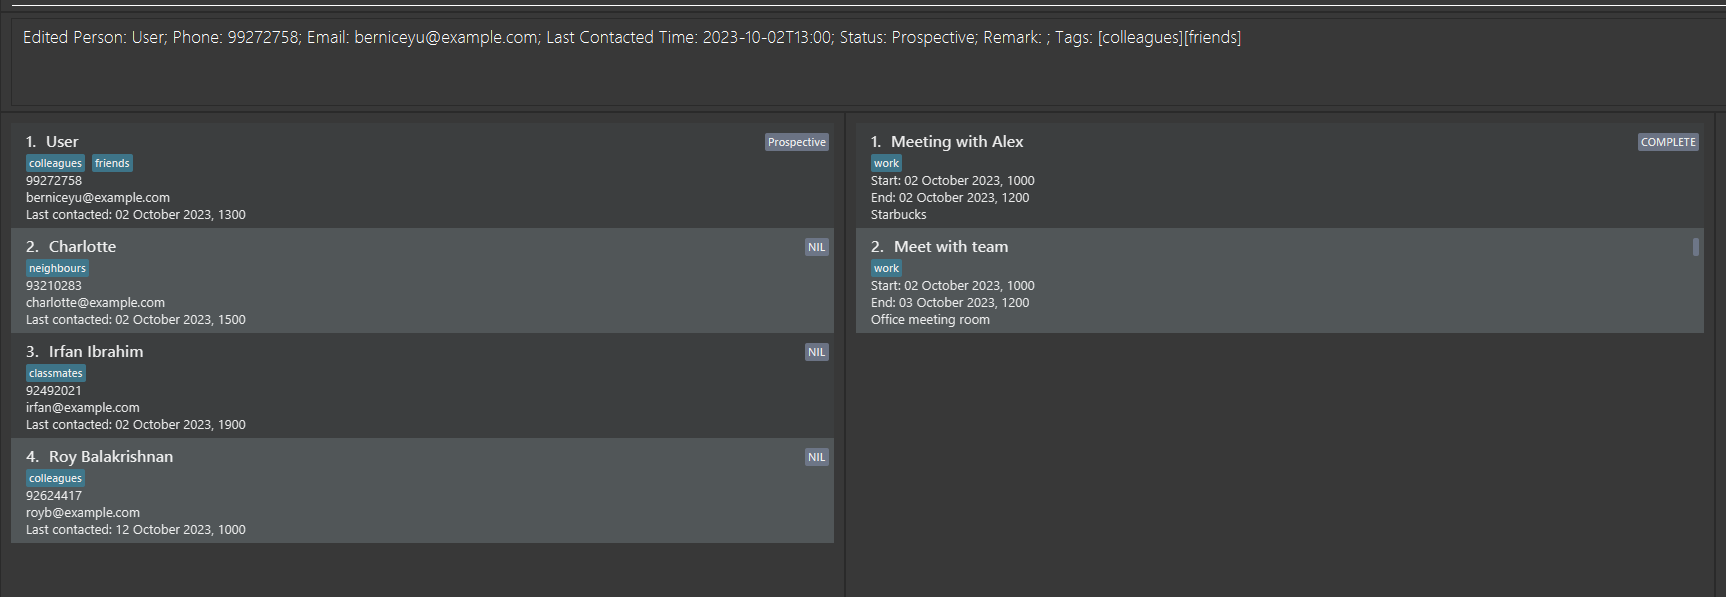 Edited Person: User; Phone: 99272758; Email: berniceyu@example.com; Last Contacted Time: 2023-10-02T13:00; Status: Prospective; Remark: ; Tags: [colleagues][friends]
1. User
Prospective
colleagues friends
99272758
berniceyu@example.com
Last contacted: 02 October 2023, 1300
2. Charlotte
NIL
neighbours
93210283
charlotte@example.com
Last contacted: 02 October 2023, 1500
3. Irfan Ibrahim
NIL
classmates
92492021
irfan@example.com
Last contacted: 02 October 2023, 1900
4. Roy Balakrishnan
NIL
colleagues
92624417
royb@example.com
Last contacted: 12 October 2023, 1000
1. Meeting with Alex
COMPLETE
work
Start: 02 October 2023, 1000
End: 02 October 2023, 1200
Starbucks
2. Meet with team
work
Start: 02 October 2023, 1000
End: 03 October 2023, 1200
Office meeting room